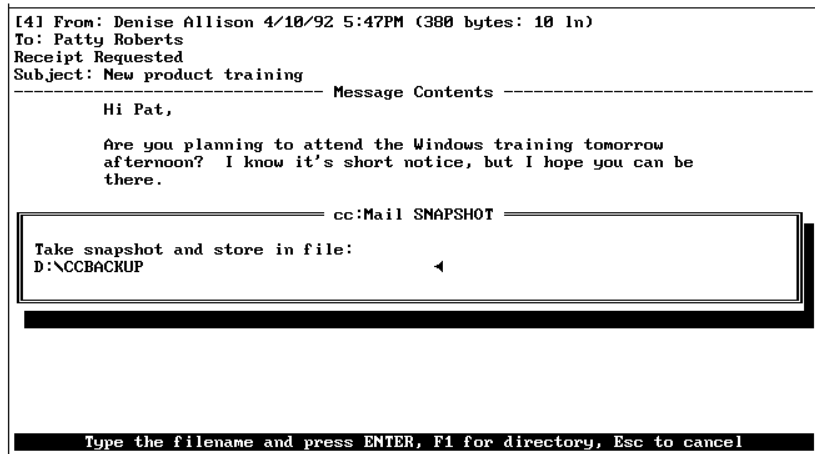 [4] From: Denise Allison 4/10/92 5:47PM (380 bytes: 10 ln)
To: Patty Roberts
Receipt Requested
Subject: New product training
Message Contents
Hi Pat,
Are you planning to attend the Windows training tomorrow
afternoon?  I know it's short notice, but I hope you can be
there.
cc:Mail SNAPSHOT
Take snapshot and store in file:
D:\CCBACKUP
Type the filename and press ENTER, F1 for directory, Esc to cancel